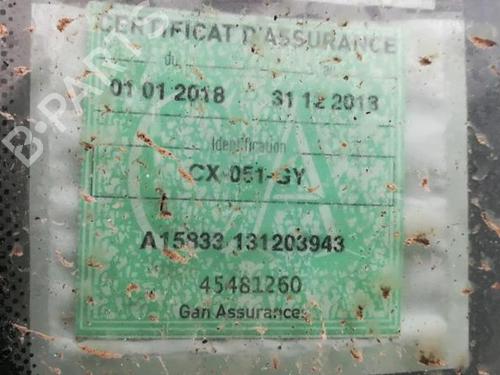 CERTIFICAT D'ASSURANCE
du au
01 01 2018 31 12 2018
Identification
CX-051-GY
A15833 131203943
45481260
Gan Assurances
B-PARTS